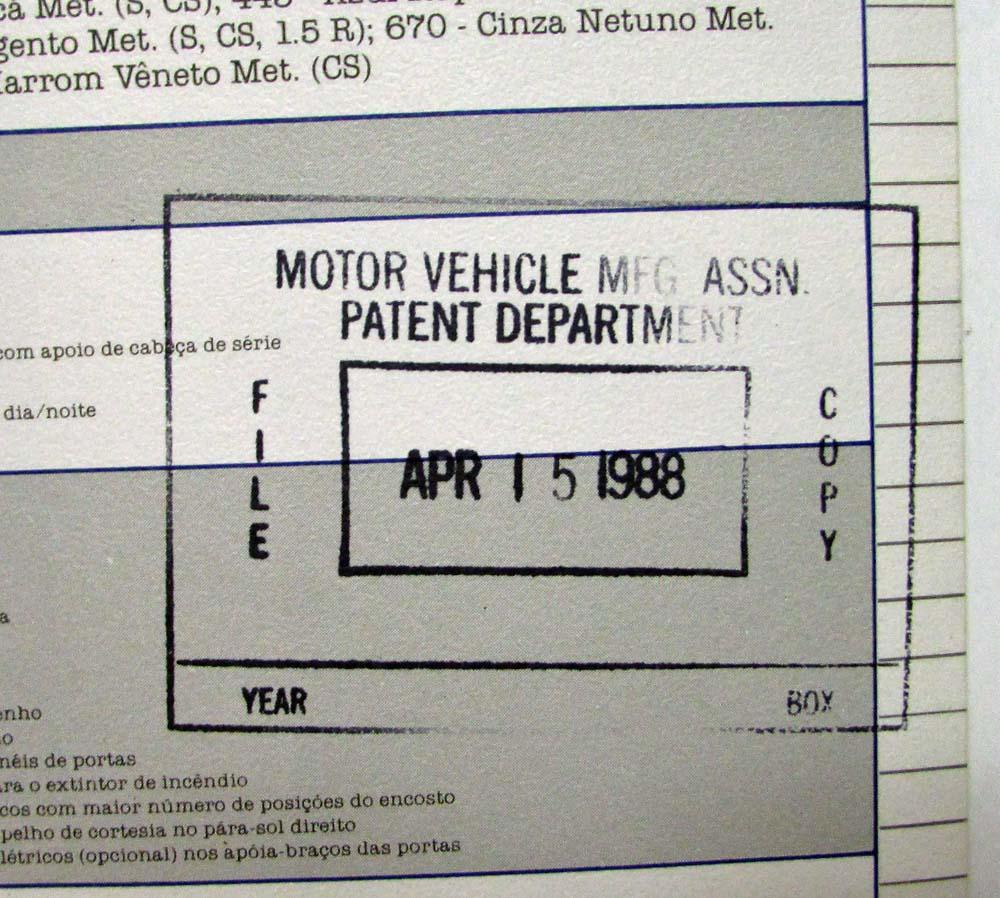 Met. (S, CS), 
gento Met. (S, CS, 1.5 R); 670 - Cinza Netuno Met.
arrom Vêneto Met. (CS)
MOTOR VEHICLE MFG ASSN.
PATENT DEPARTMENT
com apoio de cabeça de série
dia/noite
FILE
APR 15 1988
COPY
a
YEAR
BOX
enho
o
néis de portas
ra o extintor de incêndio
cos com maior número de posições do encosto
pelho de cortesia no pára-sol direito
létricos (opcional) nos apóia-braços das portas